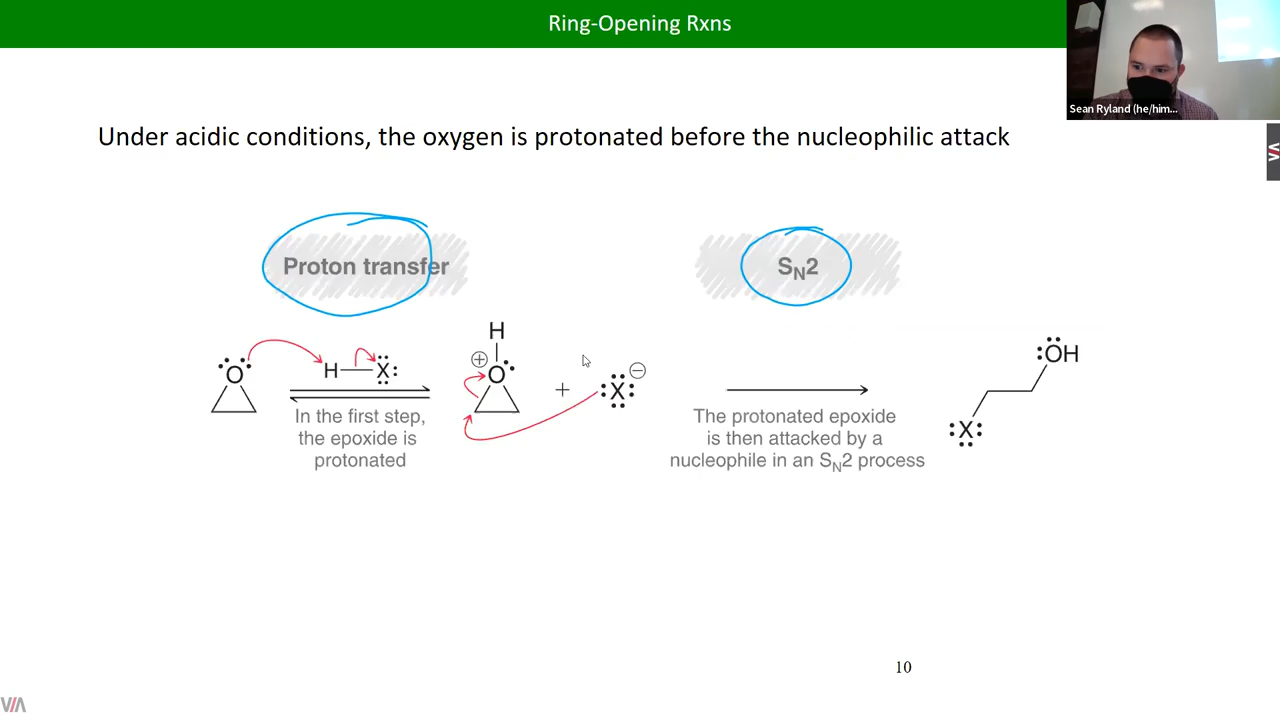 Ring-Opening Rxns
Sean Ryland (he/him...
Under acidic conditions, the oxygen is protonated before the nucleophilic attack
Proton transfer
SN2
H
O
H
X
O
X
OH
X
In the first step,
the epoxide is
protonated
The protonated epoxide
is then attacked by a
nucleophile in an SN2 process
10
VIA
VIA